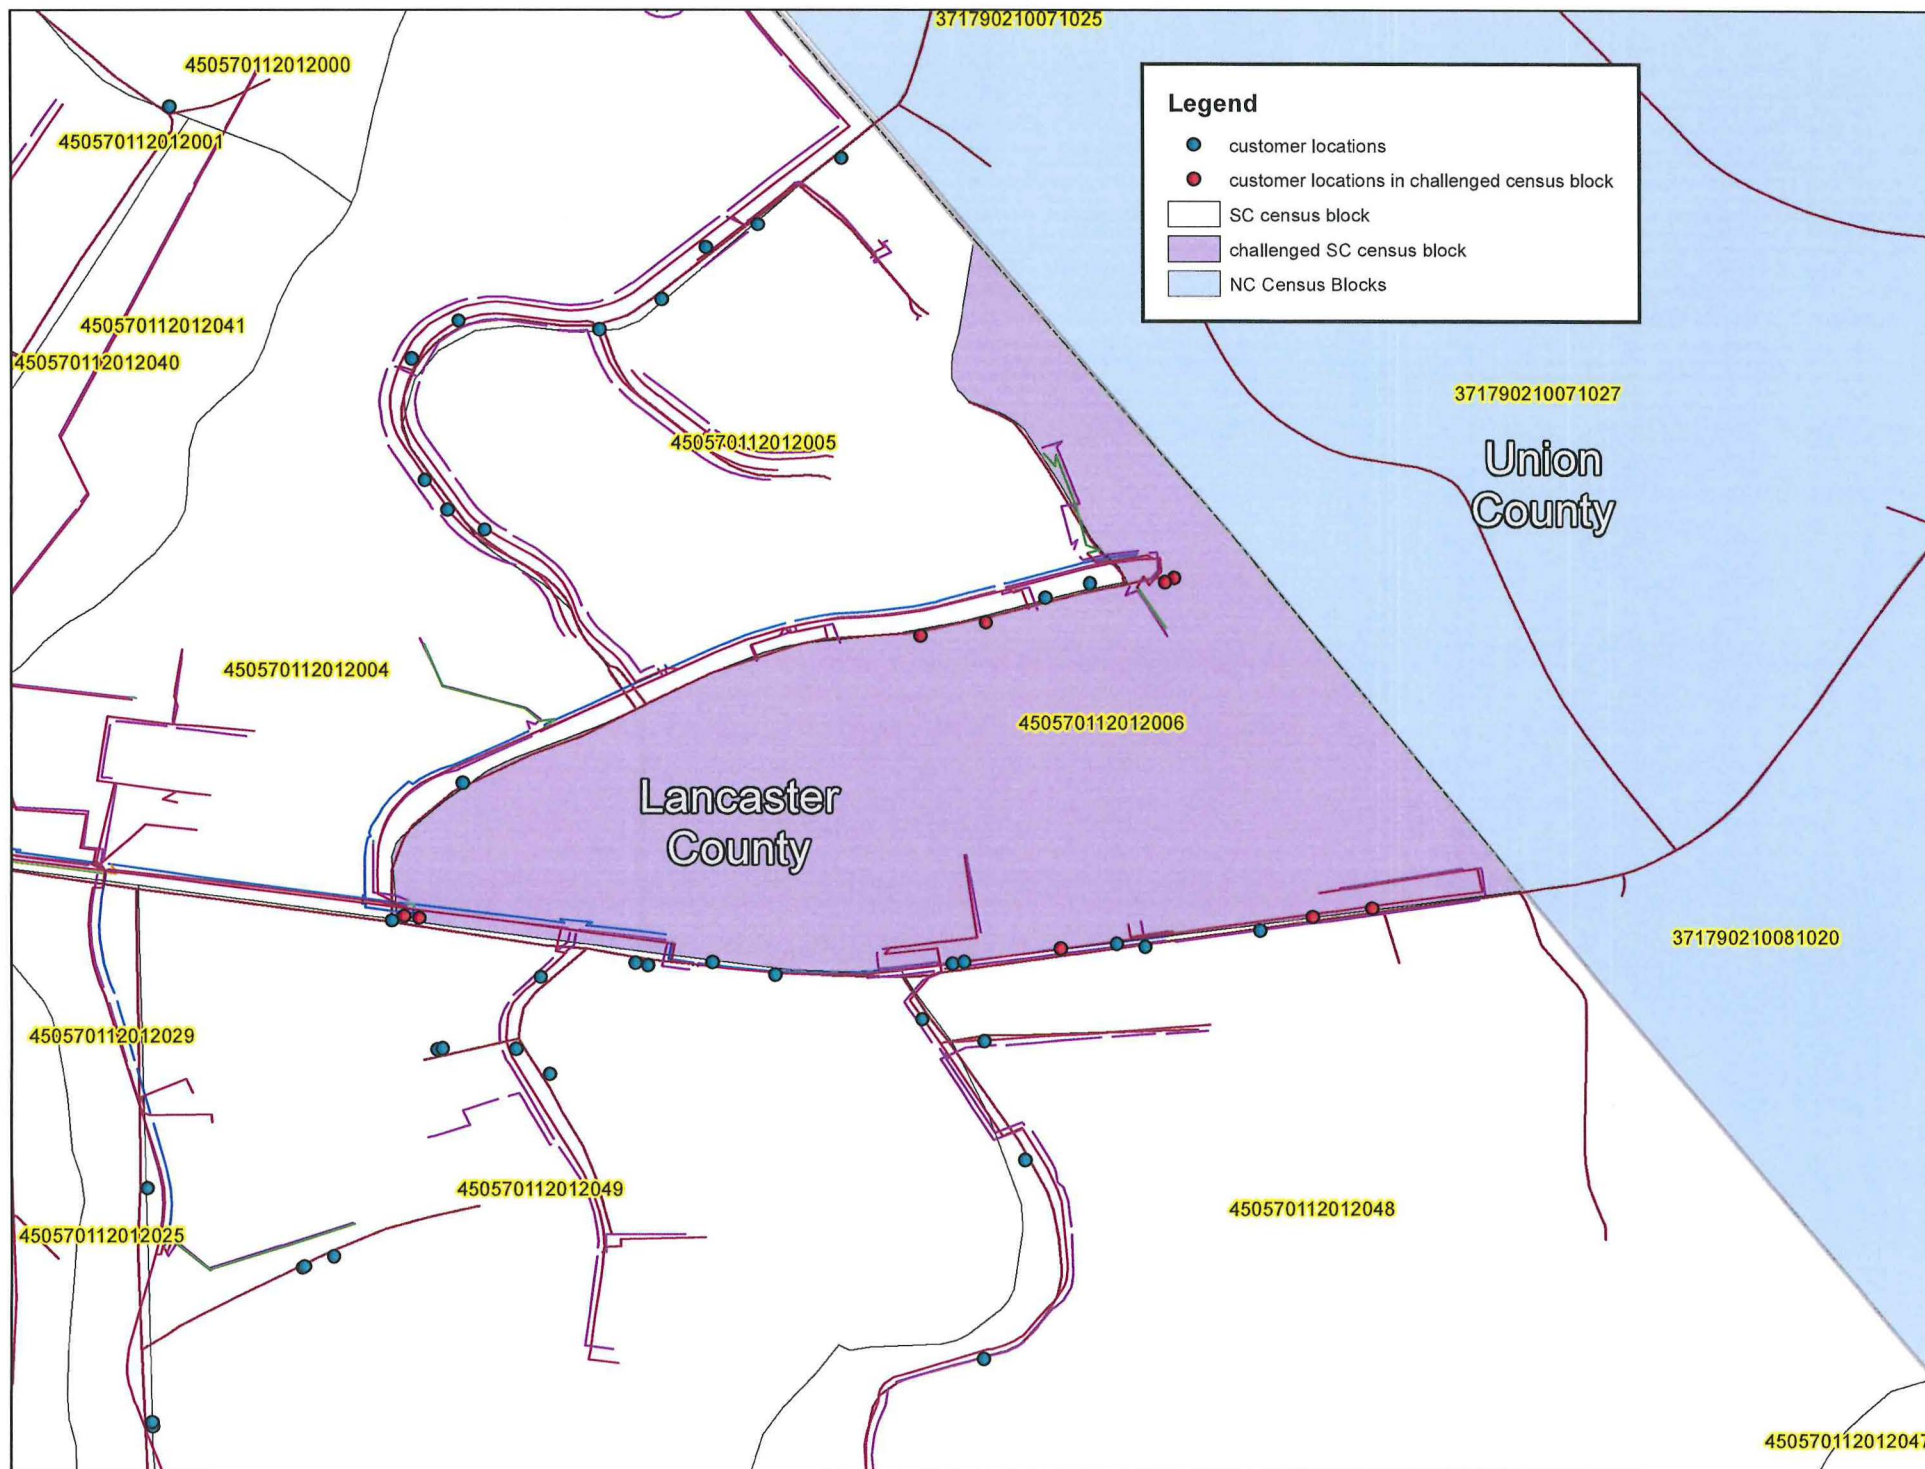 371790210071025
450570112012000
Legend
customer locations
450570112012001
customer locations in challenged census block
SC census block
challenged SC census block
NC Census Blocks
450570112012041
450570112012040
371790210071027
450570112012005
Union
County
450570112012004
450570112012006
Lancaster
County
371790210081020
450570112012029
450570112012049
450570112012048
450570112012025
450570112012047